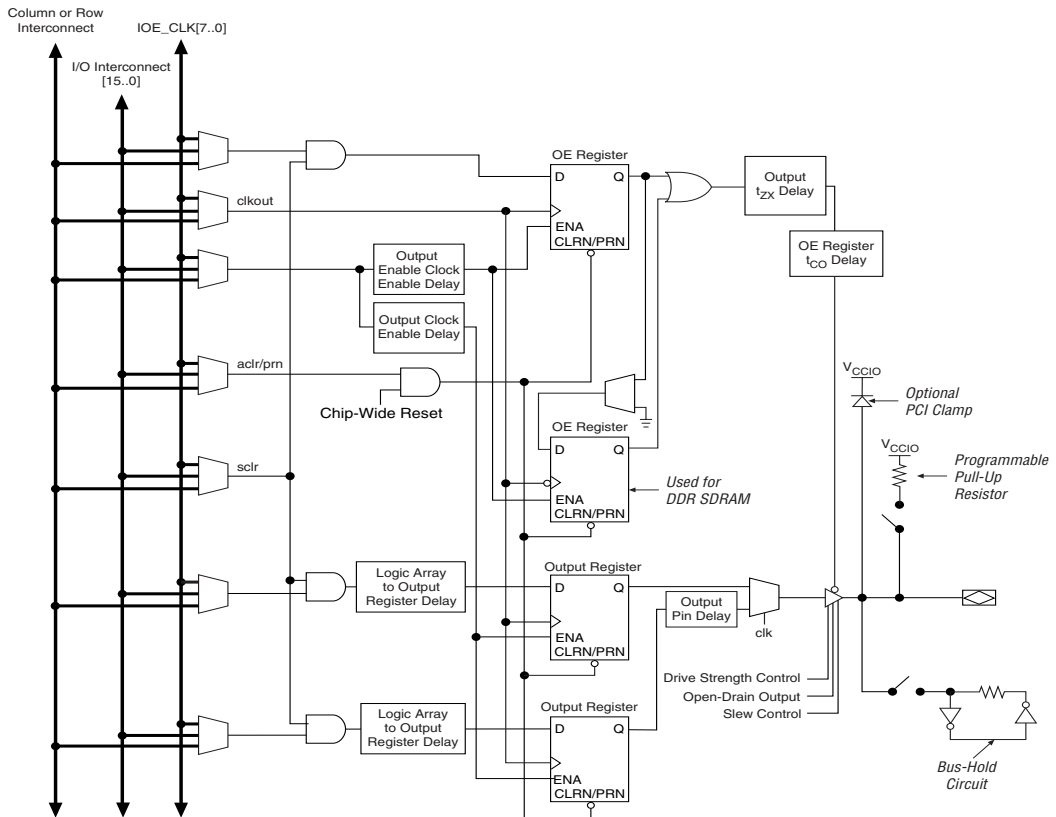 Column or Row
Interconnect
IOE_CLK[7..0]
I/O Interconnect
[15..0]
OE Register
D
Q
ENA
CLRN/PRN
Output
tZX Delay
OE Register
tCO Delay
clkout
Output
Enable Clock
Enable Delay
Output Clock
Enable Delay
aclr/prn
Chip-Wide Reset
VCCIO
Optional
PCI Clamp
OE Register
D
Q
ENA
CLRN/PRN
Used for
DDR SDRAM
sclr
VCCIO
Programmable
Pull-Up
Resistor
Logic Array
to Output
Register Delay
Output Register
D
Q
ENA
CLRN/PRN
Output
Pin Delay
clk
Drive Strength Control
Open-Drain Output
Slew Control
Logic Array
to Output
Register Delay
Output Register
D
Q
ENA
CLRN/PRN
Bus-Hold
Circuit